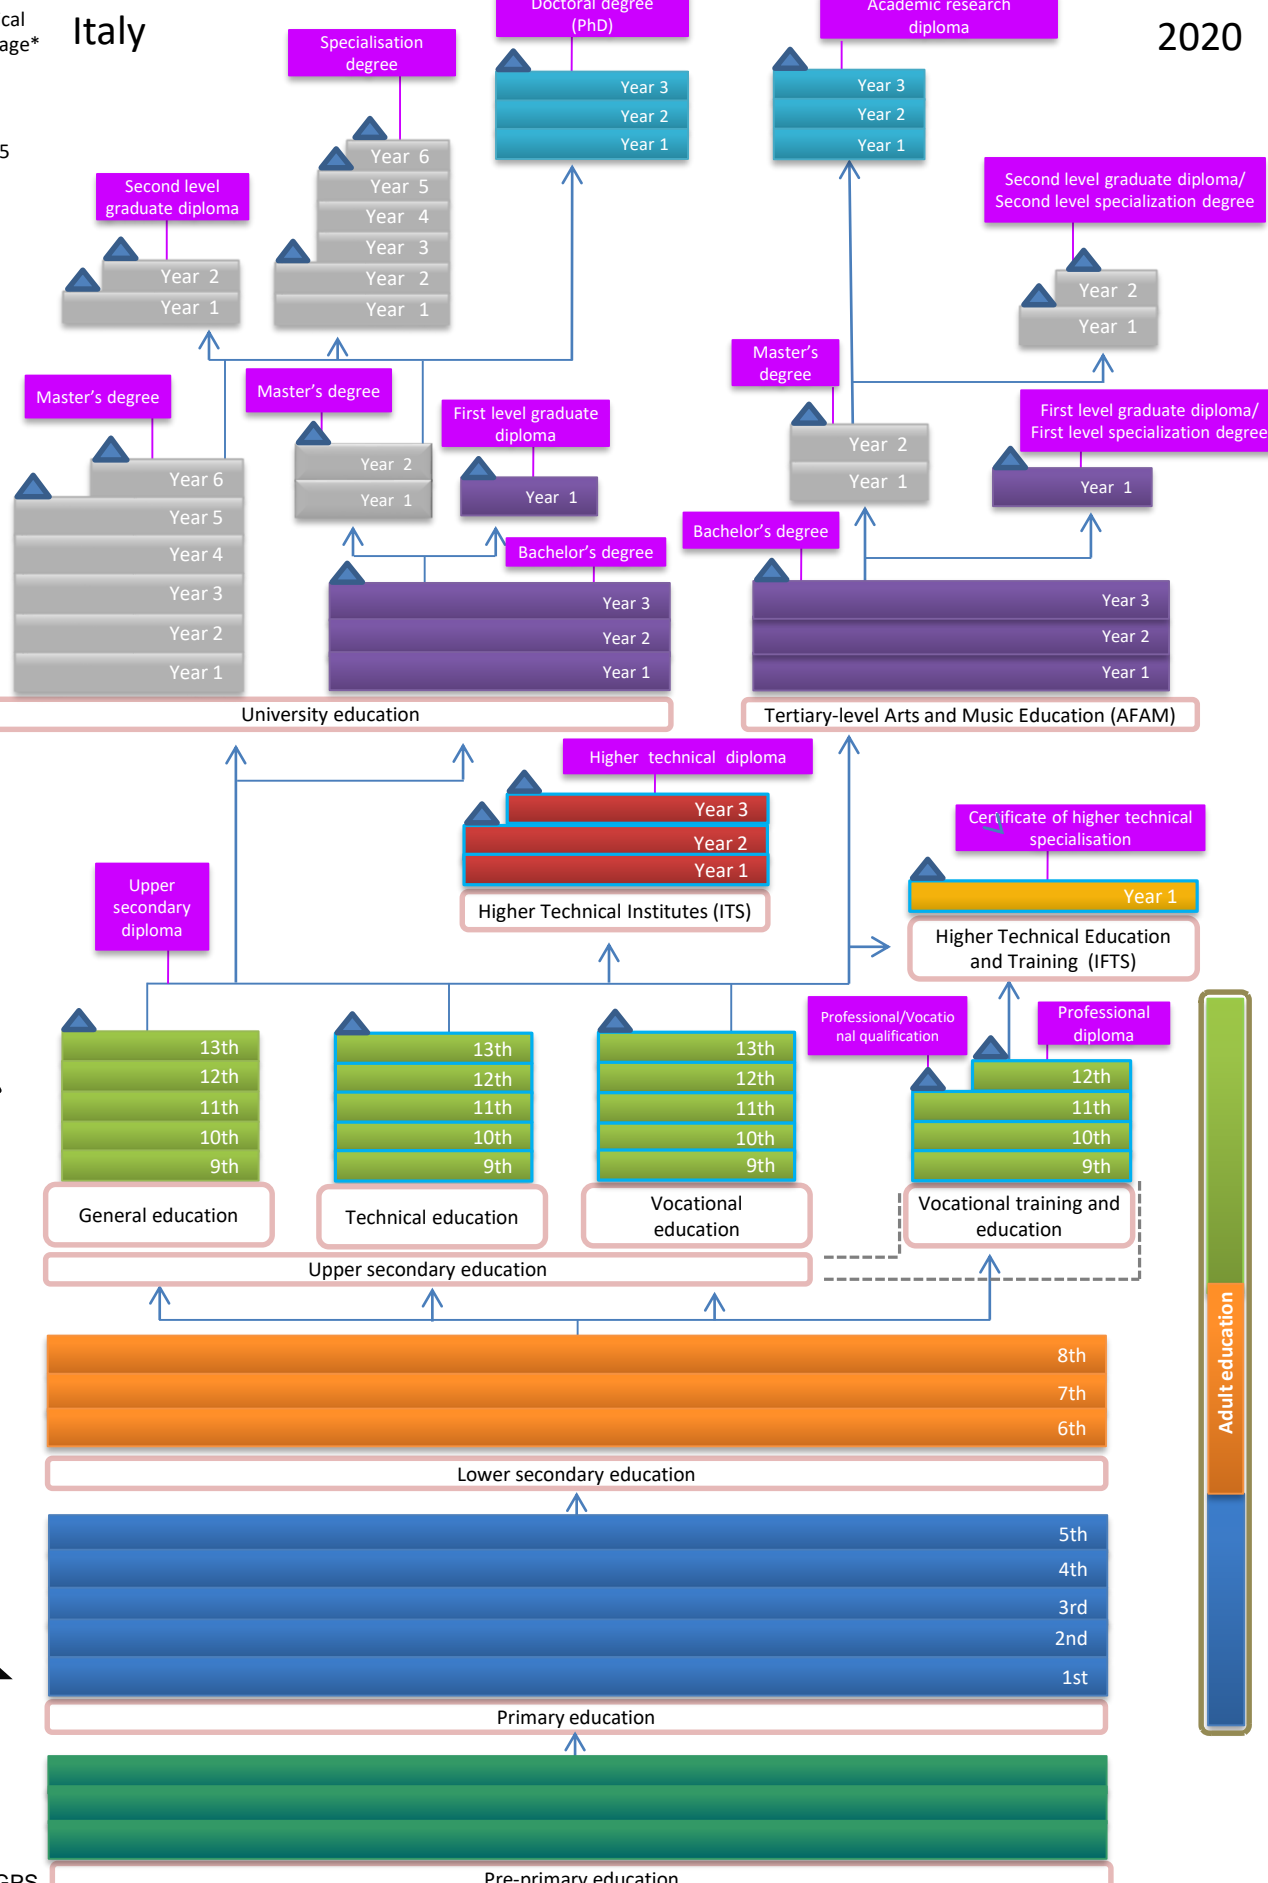 ical
age*
Italy
2020
5
Doctoral degree
(PhD)
Academic research
diploma
Specialisation
degree
Year 3
Year 2
Year 1
Year 3
Year 2
Year 1
Second level
graduate diploma
Year 6
Year 5
Year 4
Year 3
Year 2
Year 1
Year 2
Year 1
Second level graduate diploma/
Second level specialization degree
Year 2
Year 1
Master's degree
Master's degree
First level graduate
diploma
Master's
degree
First level graduate diploma/
First level specialization degree
Year 6
Year 5
Year 4
Year 3
Year 2
Year 1
Year 2
Year 1
Year 1
Year 2
Year 1
Year 1
Bachelor's degree
Bachelor's degree
Year 3
Year 2
Year 1
Year 3
Year 2
Year 1
University education
Tertiary-level Arts and Music Education (AFAM)
Higher technical diploma
Year 3
Year 2
Year 1
Higher Technical Institutes (ITS)
Certificate of higher technical
specialisation
Year 1
Higher Technical Education
and Training (IFTS)
Upper
secondary
diploma
Professional/Vocatio
nal qualification
Professional
diploma
13th
12th
11th
10th
9th
13th
12th
11th
10th
9th
13th
12th
11th
10th
9th
12th
11th
10th
9th
General education
Technical education
Vocational
education
Vocational training and
education
Upper secondary education
8th
7th
6th
Lower secondary education
Adult education
5th
4th
3rd
2nd
1st
Primary education
GRS
Pre-primary education